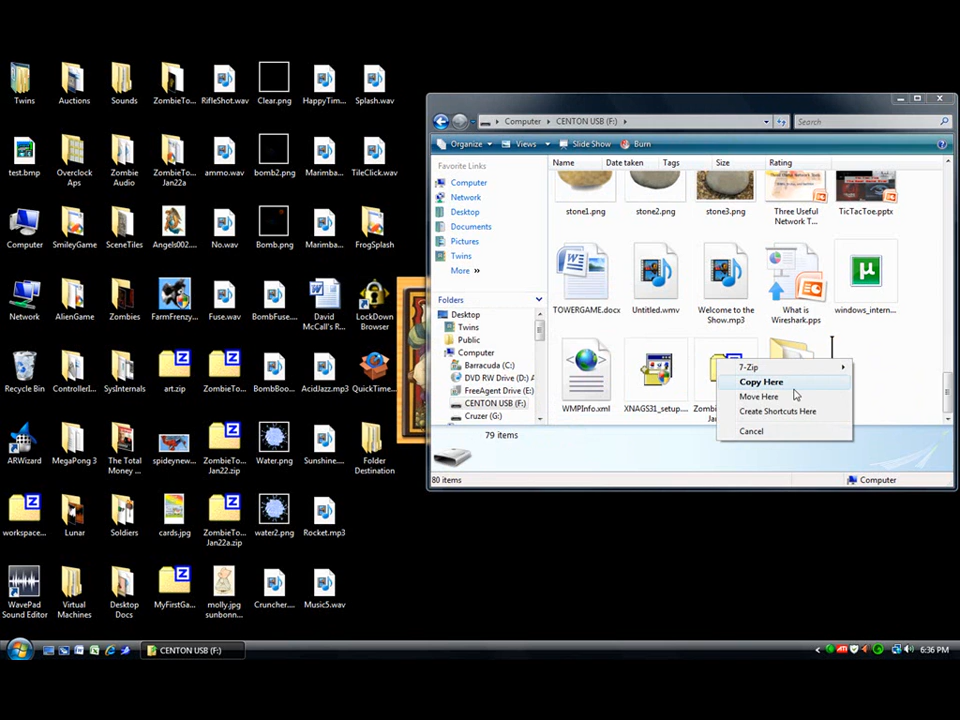 Twins
Auctions
Sounds
ZombieTo...
RifleShot.wav
Clear.png
HappyTim...
Splash.wav
test.bmp
Overclock
Aps
Zombie
Audio
ZombieTo...
Jan22a
ammo.wav
bomb2.png
Marimba...
TileClick.wav
Computer
SmileyGame
SceneTiles
Angels002....
No.wav
Bomb.png
Marimba...
FrogSplash
Network
AlienGame
Zombies
FarmFrenzy...
Fuse.wav
BombFuse....
David
McCall's R...
LockDown
Browser
Recycle Bin
ControllerI...
SysInternals
art.zip
ZombieTo...
BombBoo...
AcidJazz.mp3
QuickTime...
ARWizard
MegaPong 3
The Total
Money ...
spideynew...
ZombieTo...
Jan22.zip
Water.png
Sunshine....
Folder
Destination
workspace...
Lunar
Soldiers
cards.jpg
ZombieTo...
Jan22a.zip
water2.png
Rocket.mp3
WavePad
Sound Editor
Virtual
Machines
Desktop
Docs
MyFirstGa...
molly.jpg
sunbonn...
Cruncher....
Music5.wav
Computer
CENTON USB (F:)
Search
Organize
Views
Slide Show
Burn
Favorite Links
Computer
Network
Desktop
Documents
Pictures
Twins
More »
Folders
Desktop
Twins
Public
Computer
Barracuda (C:)
DVD RW Drive (D:) A
FreeAgent Drive (E:)
CENTON USB (F:)
Cruzer (G:)
Name
Date taken
Tags
Size
Rating
stone1.png
stone2.png
stone3.png
Three Useful
Network T...
TicTacToe.pptx
TOWERGAME.docx
Untitled.wmv
Welcome to the
Show.mp3
What is
Wireshark.pps
windows_intern...
WMPInfo.xml
XNAGS31_setup....
7-Zip
Copy Here
Move Here
Create Shortcuts Here
Cancel
79 items
80 items
Computer
CENTON USB (F:)
6:36 PM